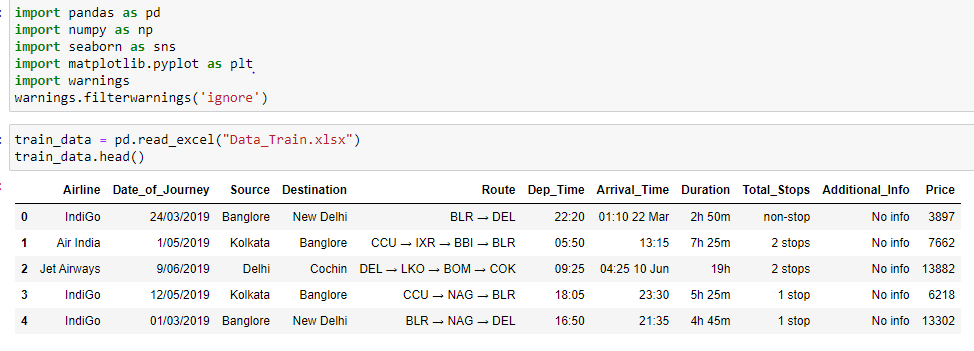 import pandas as pd
import numpy as np
import seaborn as sns
import matplotlib.pyplot as plt
import warnings
warnings.filterwarnings('ignore')
train_data = pd.read_excel("Data_Train.xlsx")
train_data.head()
Airline Date_of_Journey Source Destination Route Dep_Time Arrival_Time Duration Total_Stops Additional_Info Price
0 IndiGo 24/03/2019 Banglore New Delhi BLR → DEL 22:20 01:10 22 Mar 2h 50m non-stop No info 3897
1 Air India 1/05/2019 Kolkata Banglore CCU → IXR → BBI → BLR 05:50 13:15 7h 25m 2 stops No info 7662
2 Jet Airways 9/06/2019 Delhi Cochin DEL → LKO → BOM → COK 09:25 04:25 10 Jun 19h 2 stops No info 13882
3 IndiGo 12/05/2019 Kolkata Banglore CCU → NAG → BLR 18:05 23:30 5h 25m 1 stop No info 6218
4 IndiGo 01/03/2019 Banglore New Delhi BLR → NAG → DEL 16:50 21:35 4h 45m 1 stop No info 13302